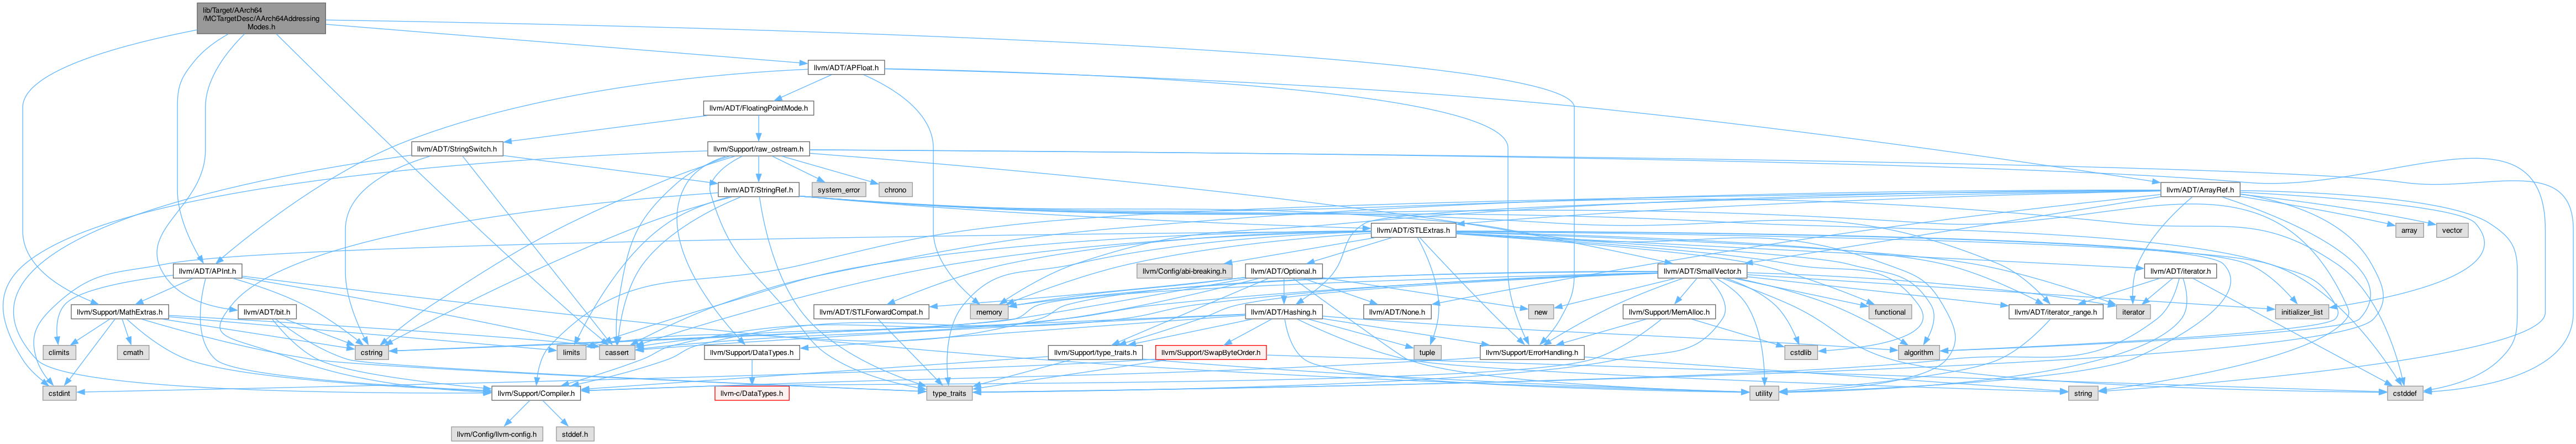 lib/Target/AArch64
/MCTargetDesc/AArch64Addressing
Modes.h
llvm/ADT/APFloat.h
llvm/ADT/FloatingPointMode.h
llvm/ADT/StringSwitch.h
llvm/Support/raw_ostream.h
llvm/ADT/StringRef.h
system_error
chrono
llvm/ADT/ArrayRef.h
llvm/ADT/STLExtras.h
array
vector
llvm/ADT/APInt.h
llvm/Config/abi-breaking.h
llvm/ADT/Optional.h
llvm/ADT/SmallVector.h
llvm/ADT/iterator.h
llvm/Support/MathExtras.h
llvm/ADT/bit.h
llvm/ADT/STLForwardCompat.h
memory
llvm/ADT/Hashing.h
llvm/ADT/None.h
new
llvm/Support/MemAlloc.h
functional
llvm/ADT/iterator_range.h
iterator
initializer_list
climits
cmath
cstring
limits
cassert
llvm/Support/DataTypes.h
llvm/Support/type_traits.h
llvm/Support/SwapByteOrder.h
tuple
llvm/Support/ErrorHandling.h
cstdlib
algorithm
cstdint
llvm/Support/Compiler.h
llvm-c/DataTypes.h
type_traits
utility
string
cstddef
llvm/Config/llvm-config.h
stddef.h